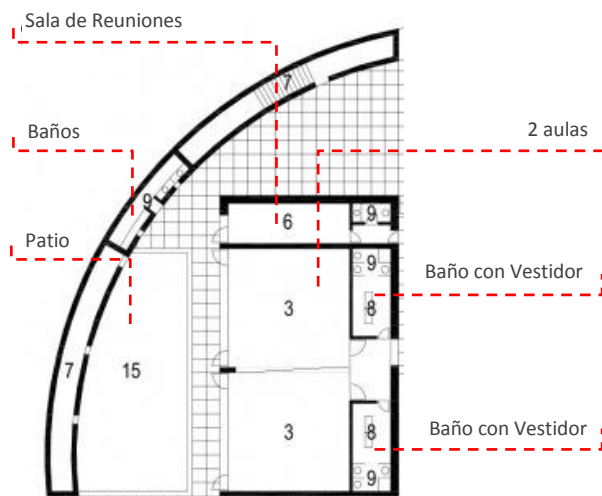 Sala de Reuniones
7
Baños
2 aulas
9
6
9
Patio
9
Baño con Vestidor
3
8
7
15
3
8
Baño con Vestidor
9